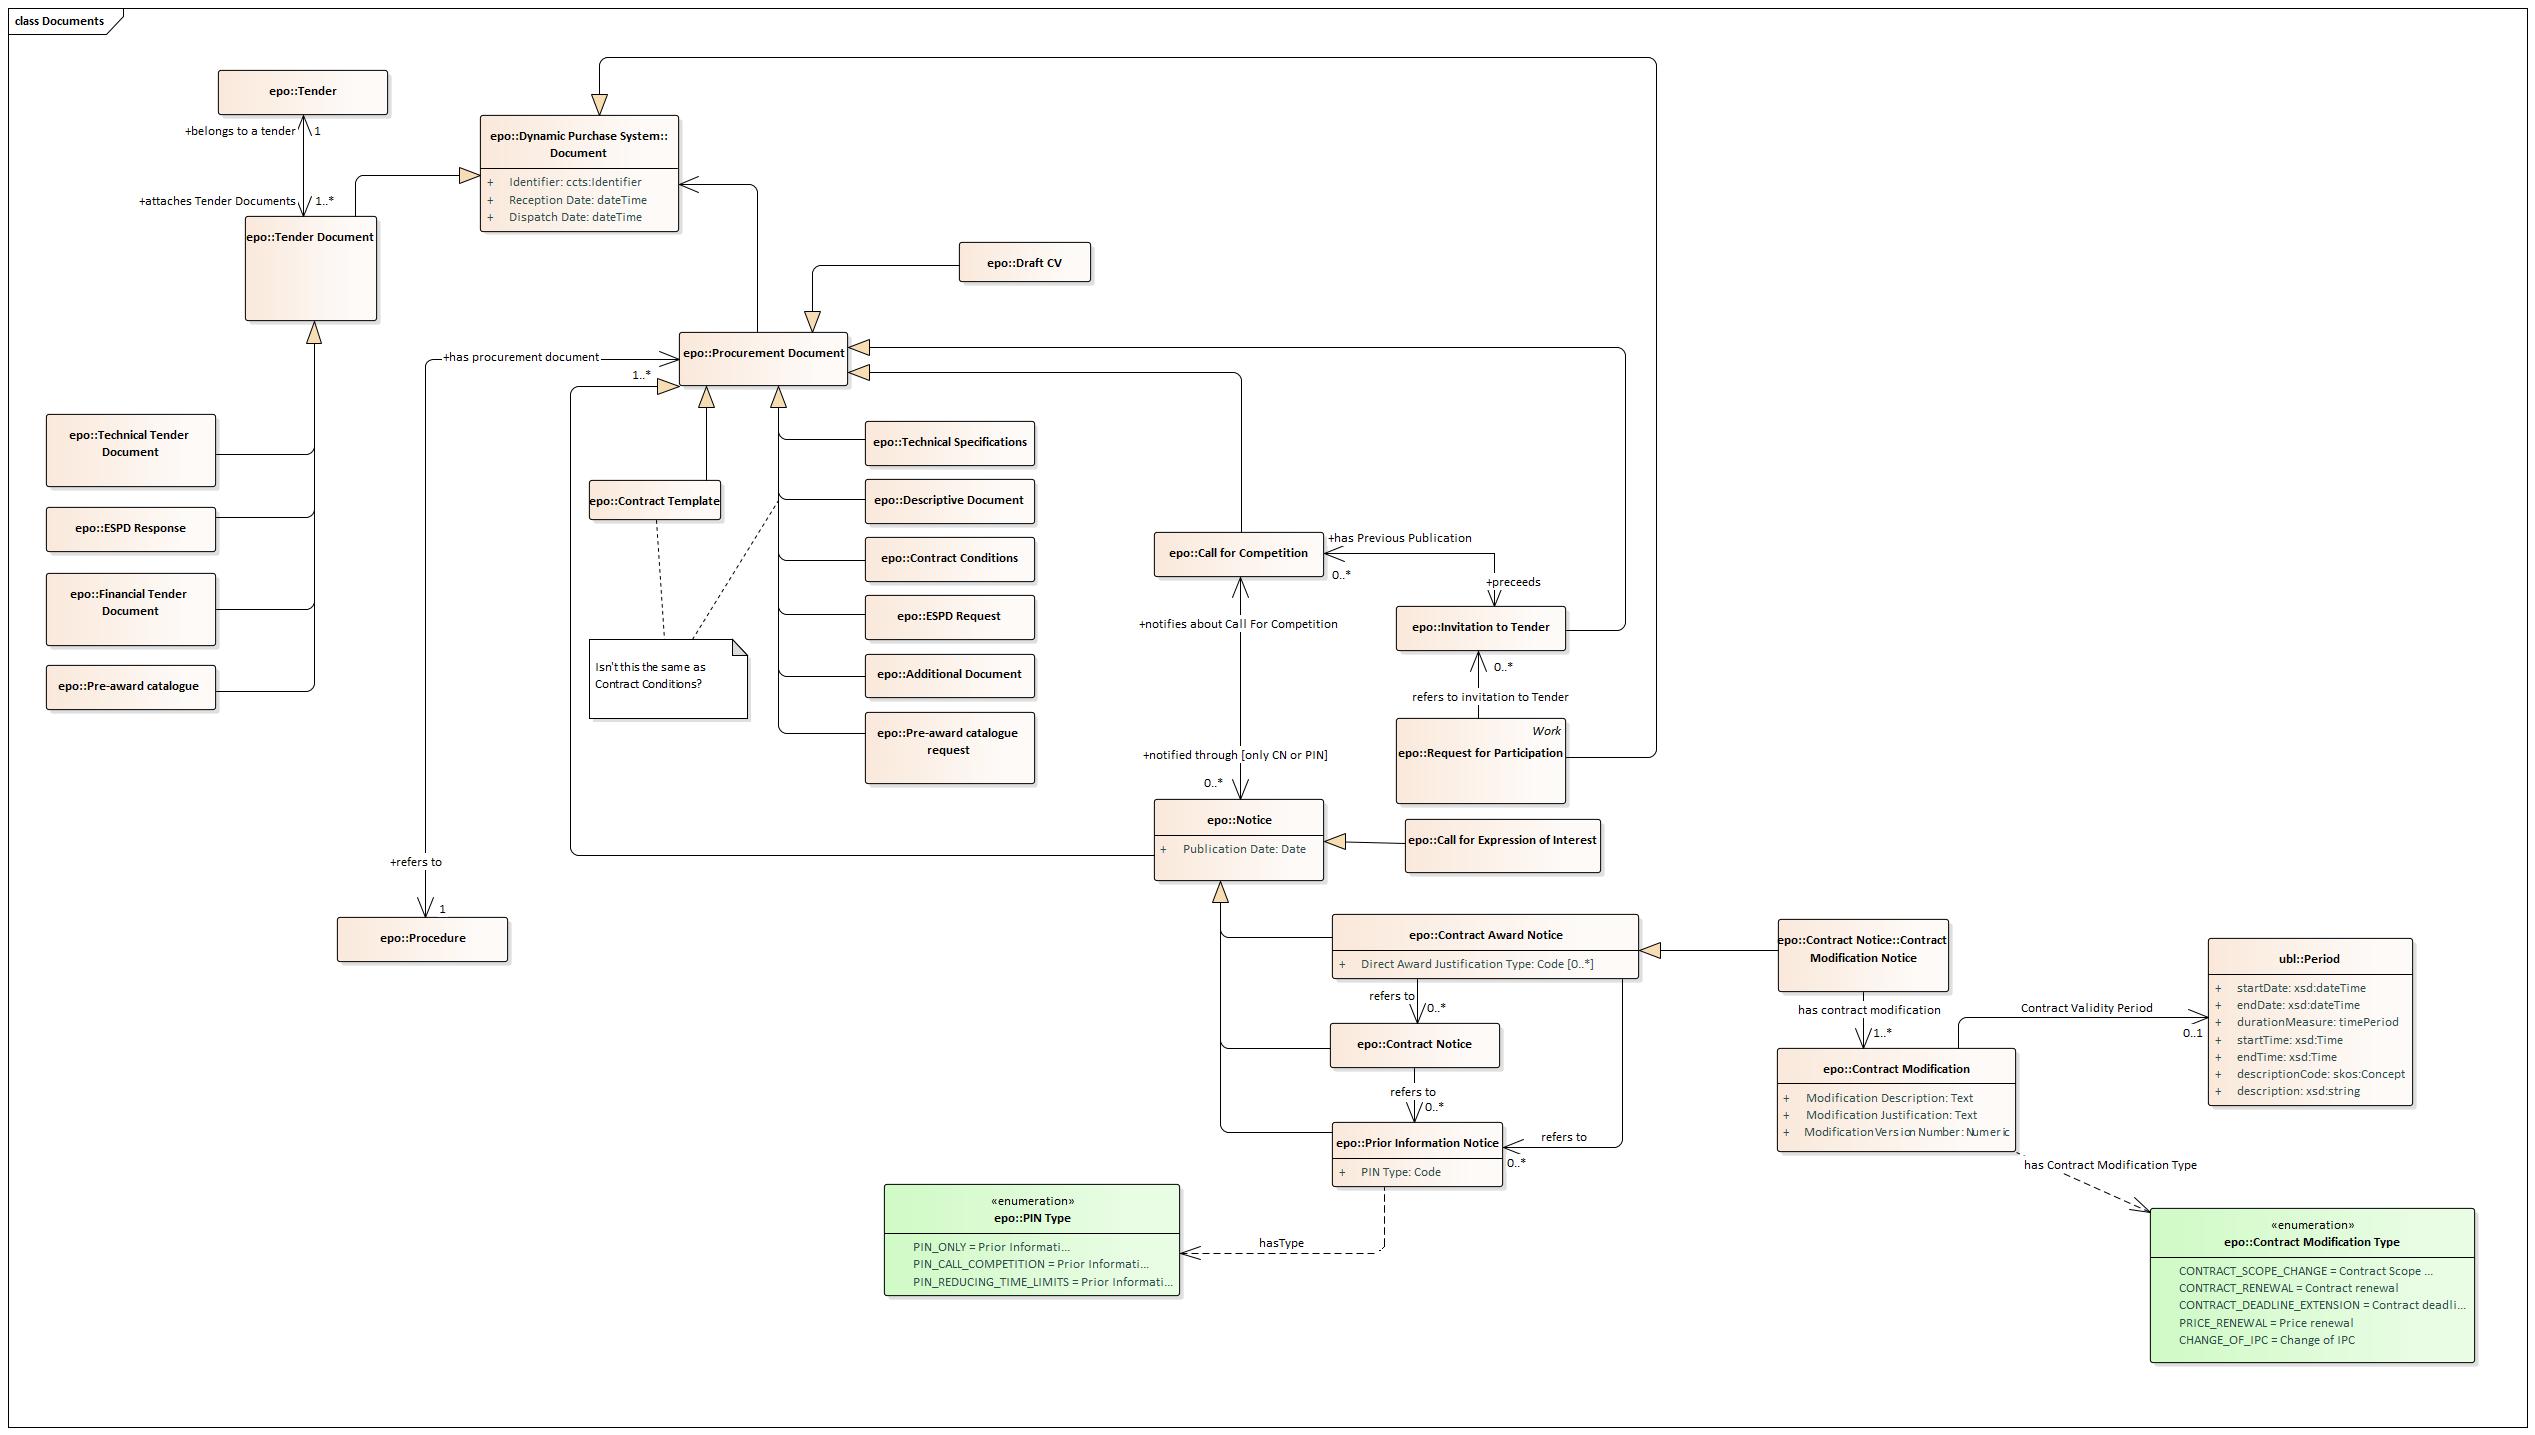 class Documents
epo::Tender
+belongs to a tender
1
+attaches Tender Documents
1..*
epo::Tender Document
epo::Dynamic Purchase System::
Document
+ Identifier: ccts:Identifier
+ Reception Date: dateTime
+ Dispatch Date: dateTime
epo::Draft CV
epo::Procurement Document
+has procurement document
1..*
epo::Technical Tender
Document
epo::ESPD Response
epo::Financial Tender
Document
epo::Pre-award catalogue
epo::Contract Template
epo::Technical Specifications
epo::Descriptive Document
epo::Contract Conditions
epo::ESPD Request
epo::Additional Document
epo::Pre-award catalogue
request
Isn't this the same as
Contract Conditions?
epo::Call for Competition
+has Previous Publication
0..*
+preceeds
+notifies about Call For Competition
epo::Invitation to Tender
0..*
refers to invitation to Tender
Work
epo::Request for Participation
+notified through [only CN or PIN]
0..*
epo::Notice
+ Publication Date: Date
epo::Call for Expression of Interest
+refers to
1
epo::Procedure
epo::Contract Award Notice
+ Direct Award Justification Type: Code [0..*]
refers to
0..*
epo::Contract Notice
refers to
0..*
epo::Prior Information Notice
+ PIN Type: Code
refers to
0..*
epo::Contract Notice::Contract
Modification Notice
has contract modification
1..*
Contract Validity Period
0..1
ubl::Period
+ startDate: xsd:dateTime
+ endDate: xsd:dateTime
+ durationMeasure: timePeriod
+ startTime: xsd:Time
+ endTime: xsd:Time
+ descriptionCode: skos:Concept
+ description: xsd:string
epo::Contract Modification
+ Modification Description: Text
+ Modification Justification: Text
+ Modification Version Number: Numeric
has Contract Modification Type
«enumeration»
epo::PIN Type
PIN_ONLY = Prior Informati...
PIN_CALL_COMPETITION = Prior Informati...
PIN_REDUCING_TIME_LIMITS = Prior Informati...
hasType
«enumeration»
epo::Contract Modification Type
CONTRACT_SCOPE_CHANGE = Contract Scope ...
CONTRACT_RENEWAL = Contract renewal
CONTRACT_DEADLINE_EXTENSION = Contract deadli...
PRICE_RENEWAL = Price renewal
CHANGE_OF_IPC = Change of IPC